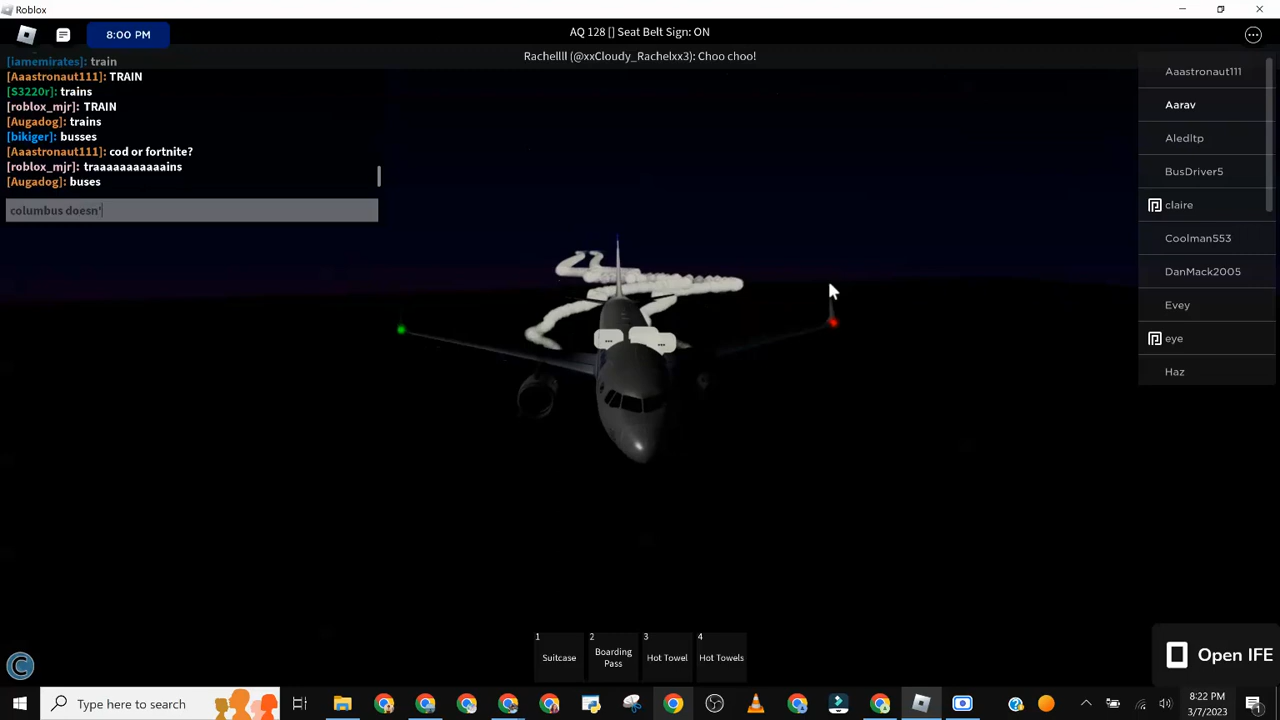 Roblox
8:00 PM
AQ 128 [] Seat Belt Sign: ON
Rachellll (@xxCloudy_Rachelxx3): Choo choo!
[iamemirates]: train
[Aaastronaut111]: TRAIN
[S3220r]: trains
[roblox_mjr]: TRAIN
[Augadog]: trains
[bikiger]: busses
[Aaastronaut111]: cod or fortnite?
[roblox_mjr]: traaaaaaaaaaains
[Augadog]: buses
columbus doesn'
Aaastronaut111
Aarav
Aledltp
BusDriver5
claire
Coolman553
DanMack2005
Evey
eye
Haz
...
...
1
Suitcase
2
Boarding
Pass
3
Hot Towel
4
Hot Towels
Open IFE
Type here to search
8:22 PM
3/7/2023
1